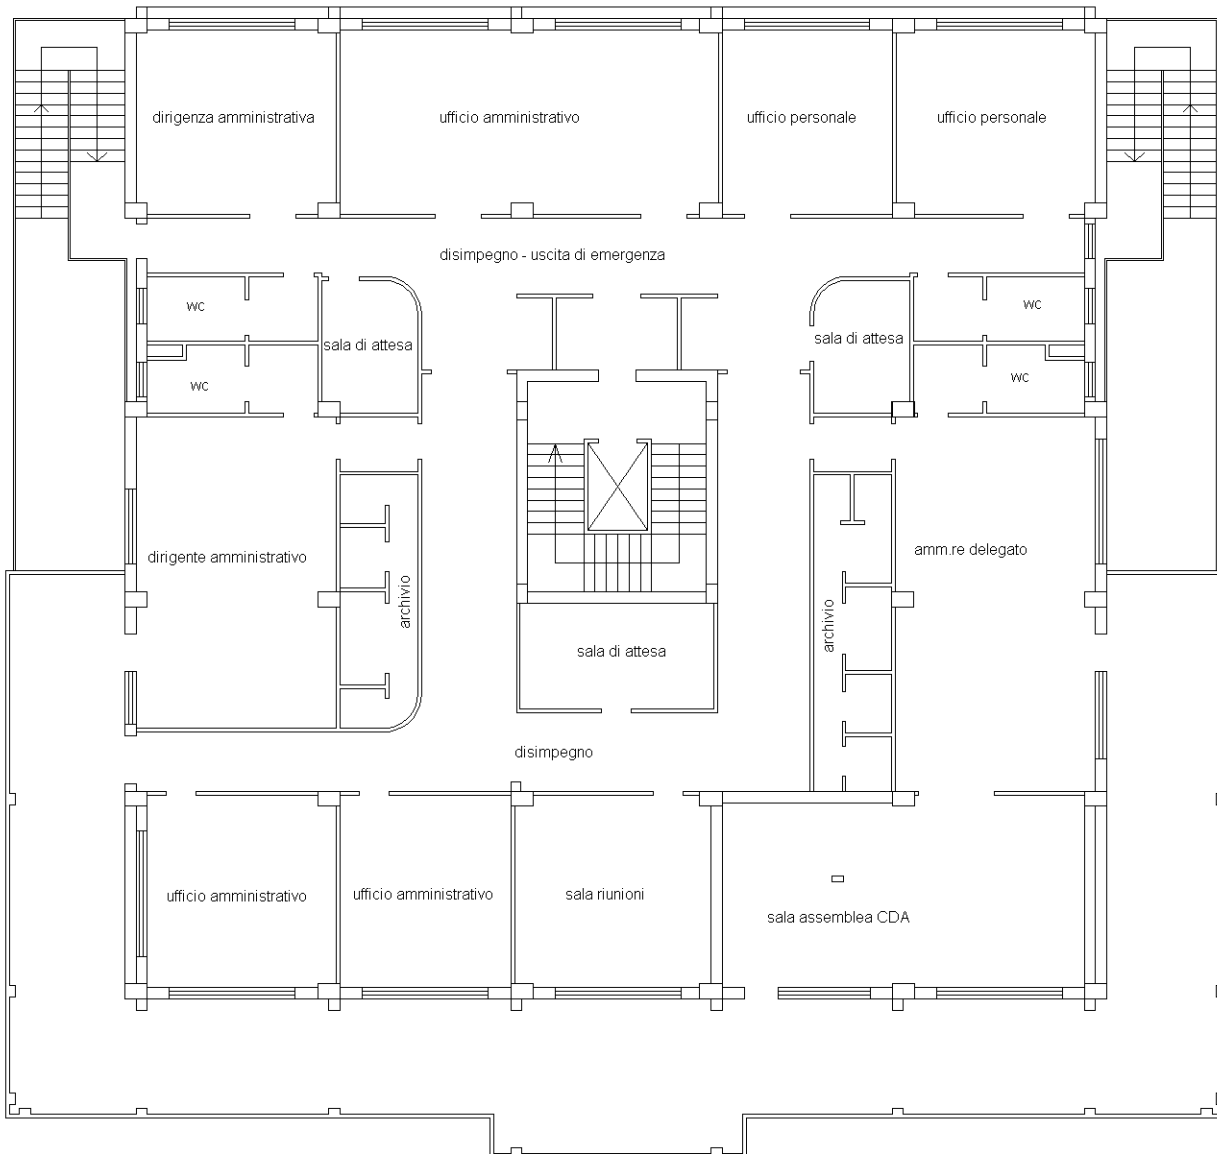 dirigenza amministrativa
ufficio amministrativo
ufficio personale
ufficio personale
disimpegno - uscita di emergenza
wc
sala di attesa
sala di attesa
wc
wc
wc
dirigente amministrativo
archivio
amm.re delegato
archivio
sala di attesa
disimpegno
ufficio amministrativo
ufficio amministrativo
sala riunioni
sala assemblea CDA